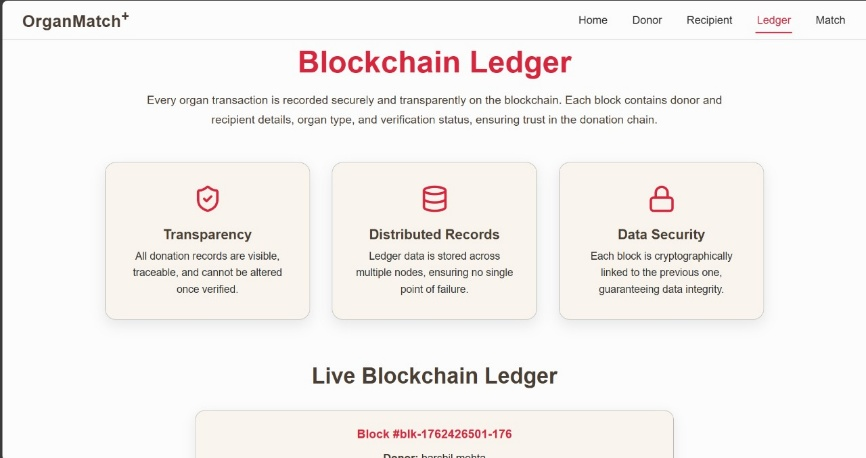 OrganMatch+
Home Donor Recipient Ledger Match
Blockchain Ledger
Every organ transaction is recorded securely and transparently on the blockchain. Each block contains donor and
recipient details, organ type, and verification status, ensuring trust in the donation chain.
Transparency
All donation records are visible,
traceable, and cannot be altered
once verified.
Distributed Records
Ledger data is stored across
multiple nodes, ensuring no single
point of failure.
Data Security
Each block is cryptographically
linked to the previous one,
guaranteeing data integrity.
Live Blockchain Ledger
Block #blk-1762426501-176
Donor: